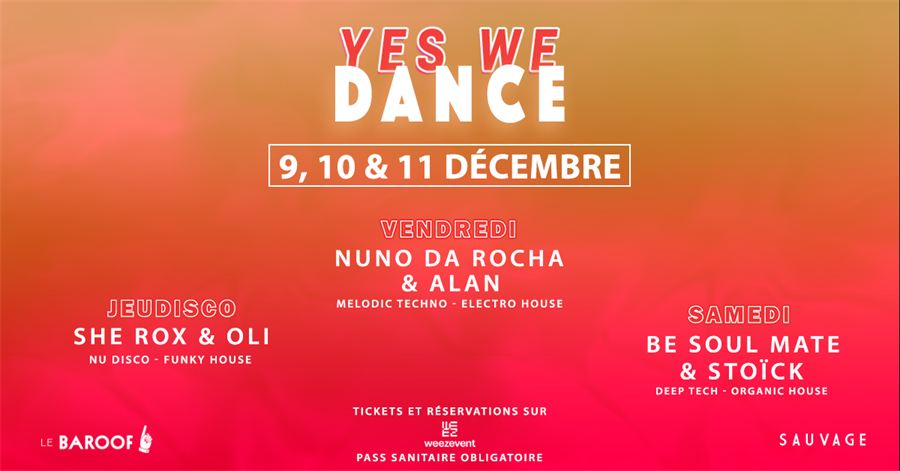 YES WE
DANCE
9, 10 & 11 DÉCEMBRE
JEUDISCO
SHE ROX & OLI
NU DISCO - FUNKY HOUSE
VENDREDI
NUNO DA ROCHA
& ALAN
MELODIC TECHNO - ELECTRO HOUSE
SAMEDI
BE SOUL MATE
& STOÏCK
DEEP TECH - ORGANIC HOUSE
TICKETS ET RÉSERVATIONS SUR
WE
EZ
weezevent
PASS SANITAIRE OBLIGATOIRE
LE BAROOF
SAUVAGE